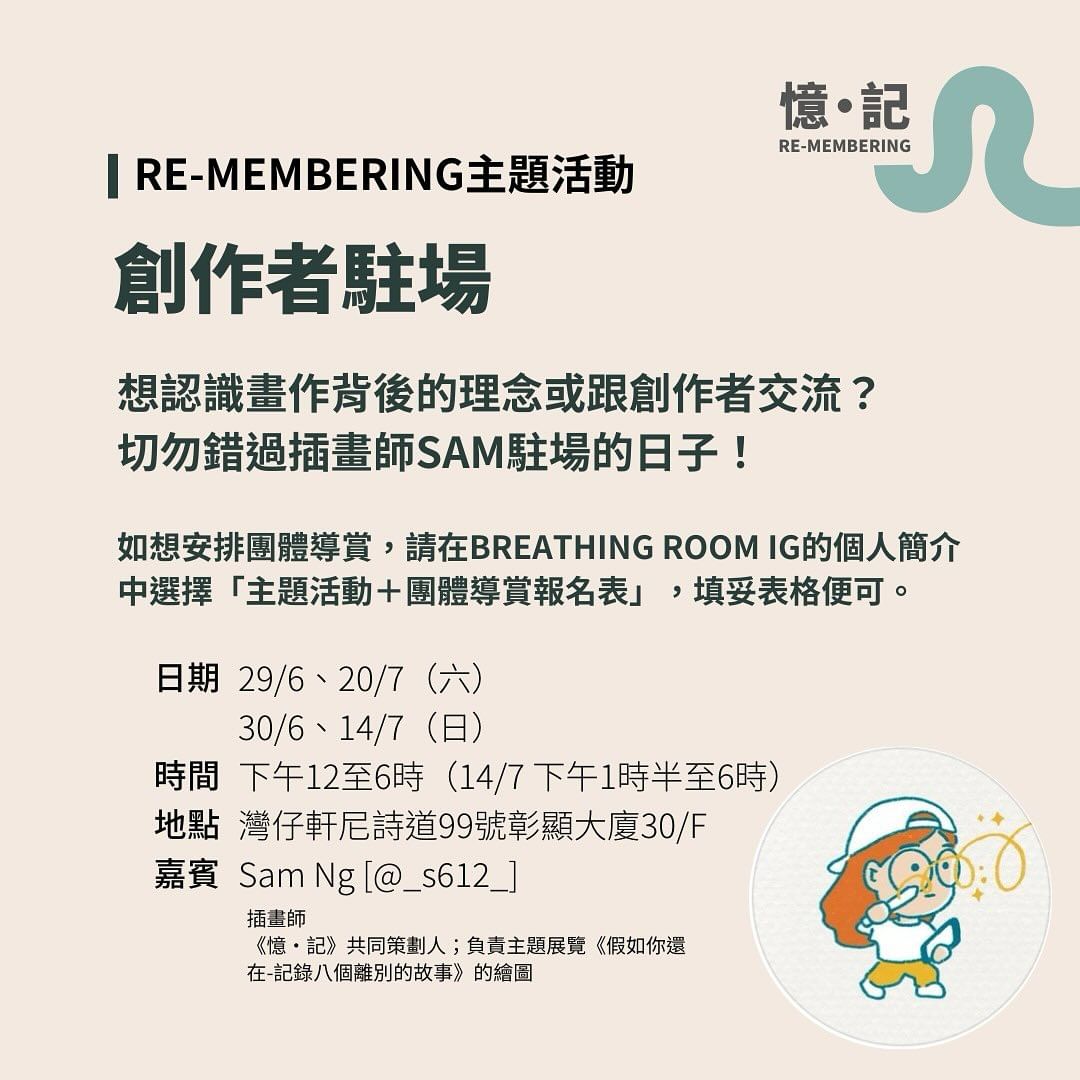 憶·記
RE-MEMBERING
RE-MEMBERING主題活動
創作者駐場
想認識畫作背後的理念或跟創作者交流？
切勿錯過插畫師SAM駐場的日子！
如想安排團體導賞，請在BREATHING ROOM IG的個人簡介
中選擇「主題活動＋團體導賞報名表」，填妥表格便可。
日期 29/6、20/7（六）
30/6、14/7（日）
時間 下午12至6時（14/7 下午1時半至6時）
地點 灣仔軒尼詩道99號彰顯大廈30/F
嘉賓 Sam Ng [@_s612_]
插畫師
《憶·記》共同策劃人；負責主題展覽《假如你還
在-記錄八個離別的故事》的繪圖